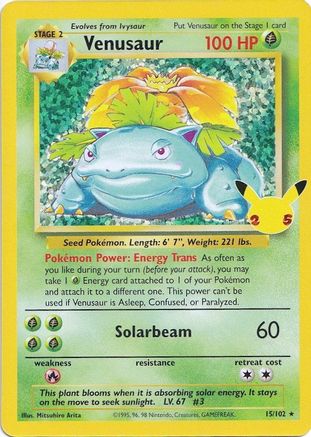 Evolves from Ivysaur Put Venusaur on the Stage 1 card
STAGE 2
Venusaur 100 HP
25
Seed Pokémon. Length: 6' 7", Weight: 221 lbs.
Pokémon Power: Energy Trans As often as
you like during your turn (before your attack), you may
take 1 Energy card attached to 1 of your Pokémon
and attach it to a different one. This power can't be
used if Venusaur is Asleep, Confused, or Paralyzed.
Solarbeam 60
weakness resistance retreat cost
This plant blooms when it is absorbing solar energy. It stays
on the move to seek sunlight. LV. 67 #3
Illus. Mitsuhiro Arita ©1995, 96, 98 Nintendo, Creatures, GAMEFREAK. 15/102 ★